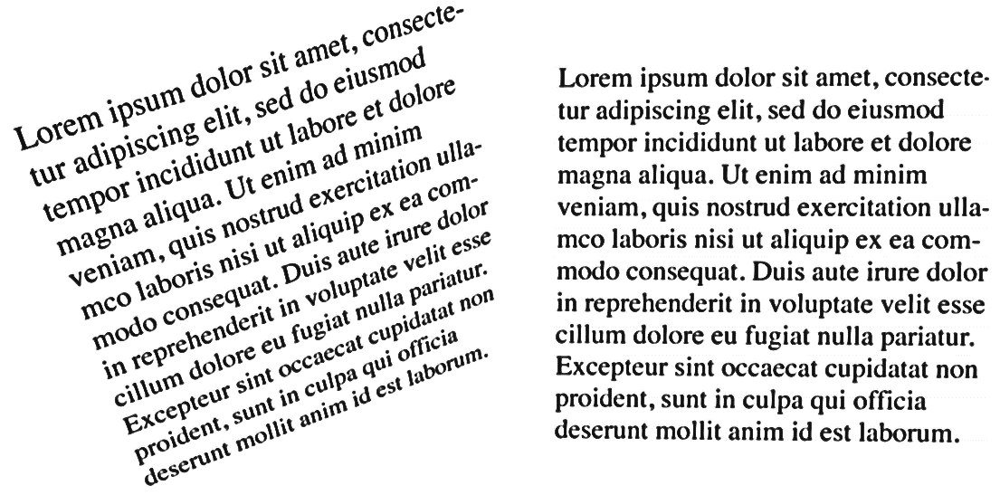 Lorem ipsum dolor sit amet, consecte-
tur adipiscing elit, sed do eiusmod
tempor incididunt ut labore et dolore
magna aliqua. Ut enim ad minim
veniam, quis nostrud exercitation ulla-
mco laboris nisi ut aliquip ex ea com-
modo consequat. Duis aute irure dolor
in reprehenderit in voluptate velit esse
cillum dolore eu fugiat nulla pariatur.
Excepteur sint occaecat cupidatat non
proident, sunt in culpa qui officia
deserunt mollit anim id est laborum.
Lorem ipsum dolor sit amet, consecte-
tur adipiscing elit, sed do eiusmod
tempor incididunt ut labore et dolore
magna aliqua. Ut enim ad minim
veniam, quis nostrud exercitation ulla-
mco laboris nisi ut aliquip ex ea com-
modo consequat. Duis aute irure dolor
in reprehenderit in voluptate velit esse
cillum dolore eu fugiat nulla pariatur.
Excepteur sint occaecat cupidatat non
proident, sunt in culpa qui officia
deserunt mollit anim id est laborum.